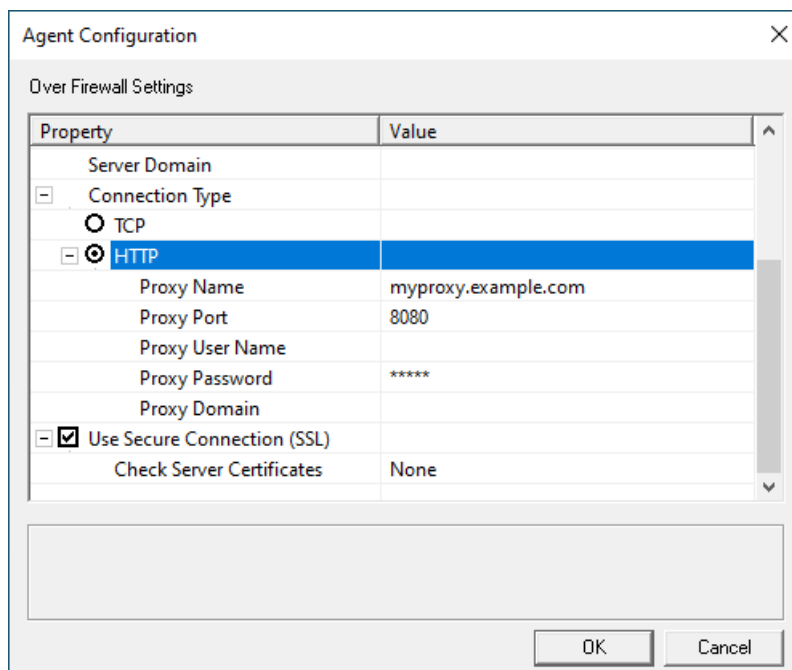 Agent Configuration
Over Firewall Settings
Property Value
Server Domain
Connection Type
TCP
HTTP
Proxy Name myproxy.example.com
Proxy Port 8080
Proxy User Name
Proxy Password *****
Proxy Domain
Use Secure Connection (SSL)
Check Server Certificates None
OK Cancel